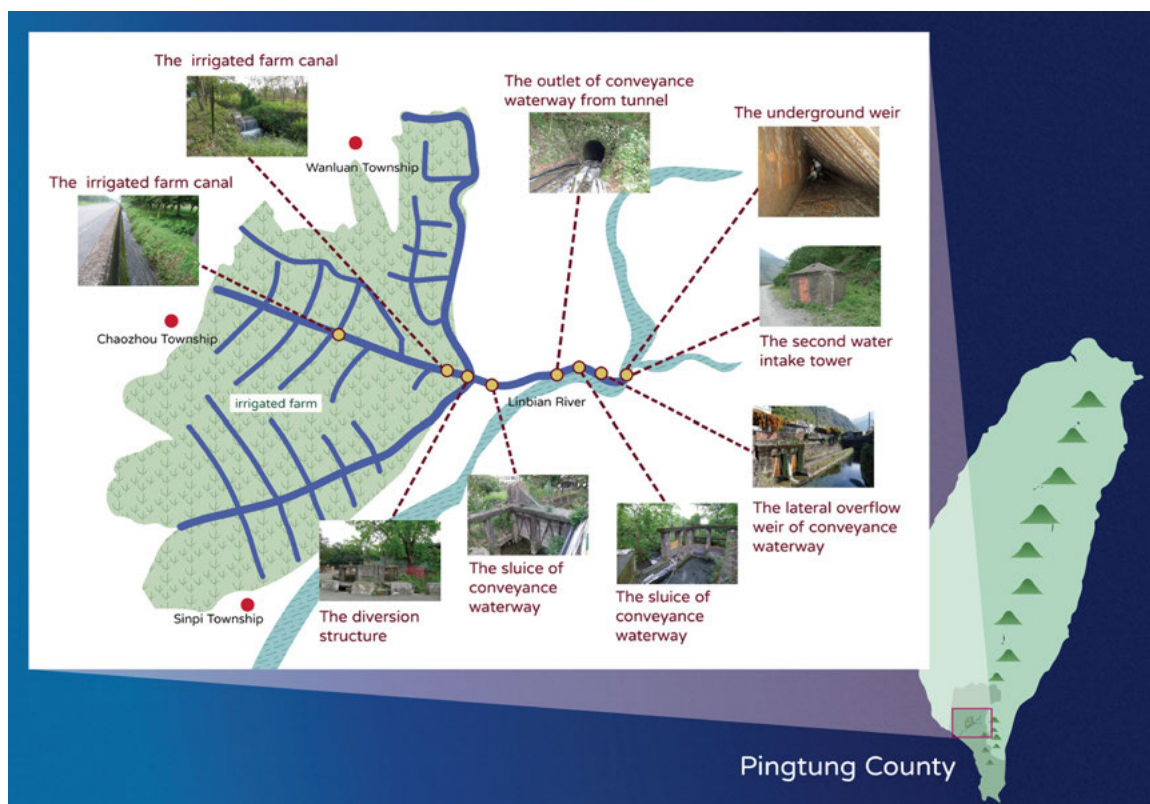 The irrigated farm canal
The outlet of conveyance
waterway from tunnel
The underground weir
Wanluan Township
The irrigated farm canal
The second water
intake tower
Chaozhou Township
irrigated farm
Linbian River
The lateral overflow
weir of conveyance
waterway
The sluice of
conveyance
waterway
The sluice of
conveyance
waterway
The diversion
structure
Sinpi Township
Pingtung County